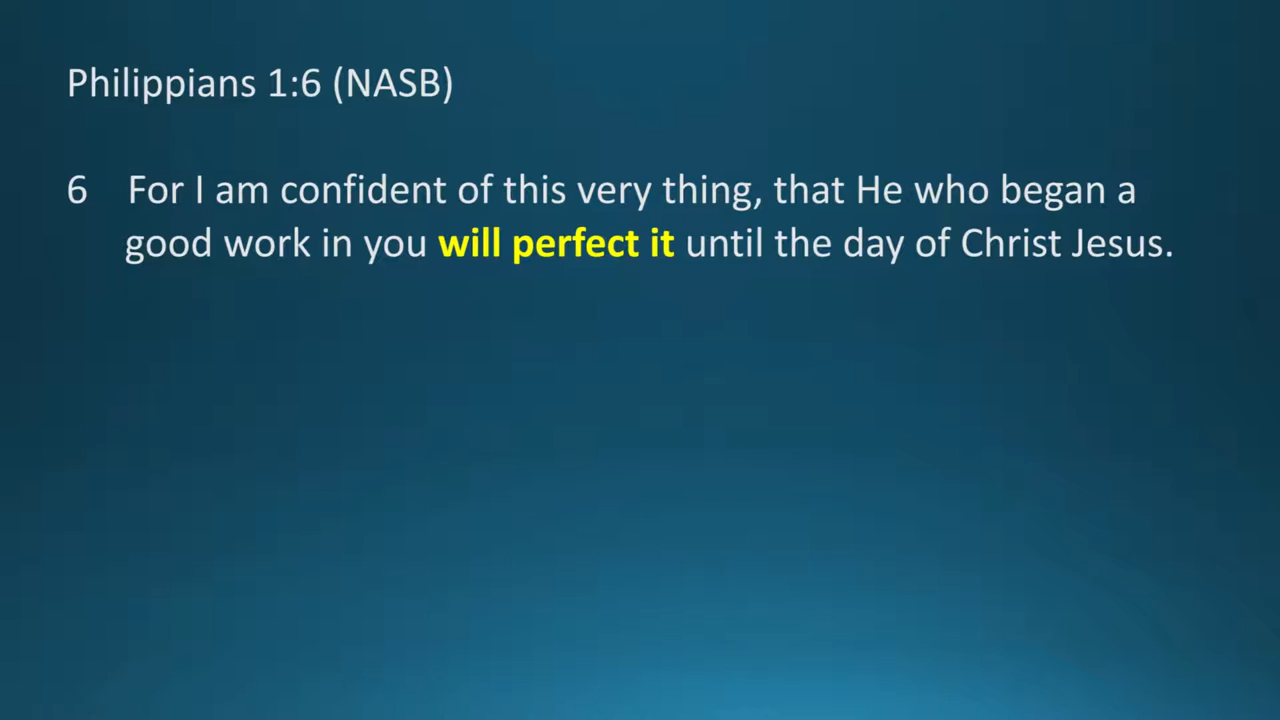 Philippians 1:6 (NASB)
6 For I am confident of this very thing, that He who began a
good work in you will perfect it until the day of Christ Jesus.